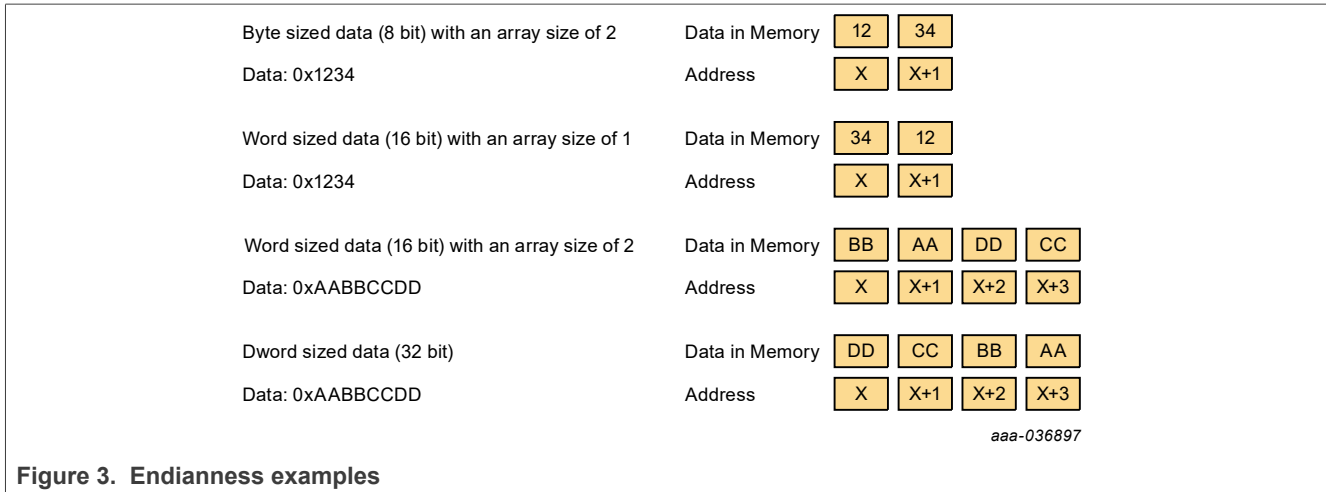 Byte sized data (8 bit) with an array size of 2 Data in Memory 12 34
Data: 0x1234 Address X X+1
Word sized data (16 bit) with an array size of 1 Data in Memory 34 12
Data: 0x1234 Address X X+1
Word sized data (16 bit) with an array size of 2 Data in Memory BB AA DD CC
Data: 0xAABBCCDD Address X X+1 X+2 X+3
Dword sized data (32 bit) Data in Memory DD CC BB AA
Data: 0xAABBCCDD Address X X+1 X+2 X+3
aaa-036897
Figure 3. Endianness examples